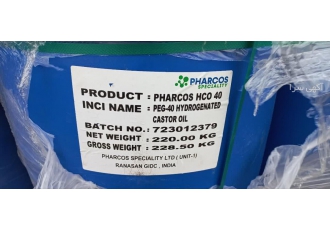 PHARCOS
SPECIALITY
PRODUCT : PHARCOS HCO 40
INCI NAME : PEG-40 HYDROGENATED
CASTOR OIL
BATCH NO.: 723012379
NET WEIGHT : 220.00 KG
GROSS WEIGHT : 228.50 KG
PHARCOS SPECIALITY LTD ( UNIT-1)
RANASAN GIDC , INDIA